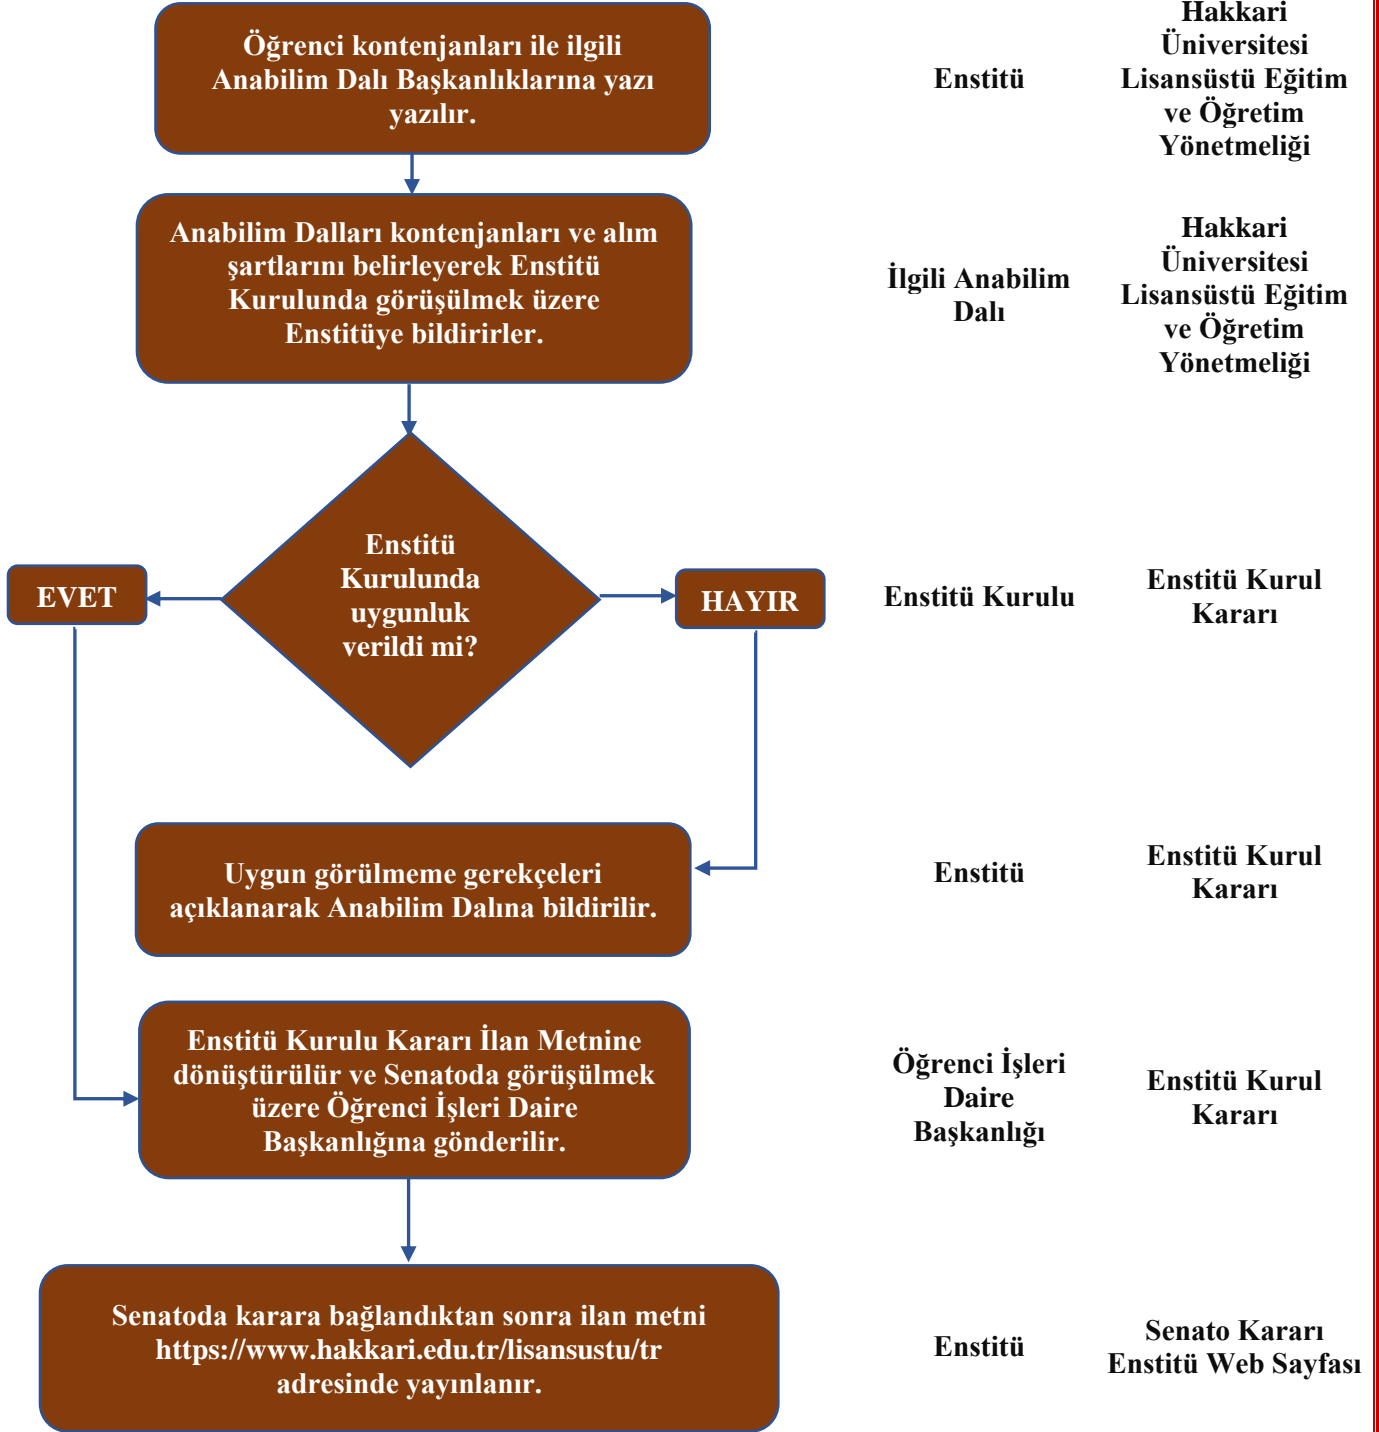 Öğrenci kontenjanları ile ilgili
Anabilim Dalı Başkanlıklarına yazı
yazılır.
Enstitü
Hakkari
Üniversitesi
Lisansüstü Eğitim
ve Öğretim
Yönetmeliği
Anabilim Dalları kontenjanları ve alım
şartlarını belirleyerek Enstitü
Kurulunda görüşülmek üzere
Enstitüye bildirirler.
İlgili Anabilim
Dalı
Hakkari
Üniversitesi
Lisansüstü Eğitim
ve Öğretim
Yönetmeliği
Enstitü
Kurulunda
uygunluk
verildi mi?
EVET
HAYIR
Enstitü Kurulu
Enstitü Kurul
Kararı
Uygun görülmeme gerekçeleri
açıklanarak Anabilim Dalına bildirilir.
Enstitü
Enstitü Kurul
Kararı
Enstitü Kurulu Kararı İlan Metnine
dönüştürülür ve Senatoda görüşülmek
üzere Öğrenci İşleri Daire
Başkanlığına gönderilir.
Öğrenci İşleri
Daire
Başkanlığı
Enstitü Kurul
Kararı
Senatoda karara bağlandıktan sonra ilan metni
https://www.hakkari.edu.tr/lisansustu/tr
adresinde yayınlanır.
Enstitü
Senato Kararı
Enstitü Web Sayfası